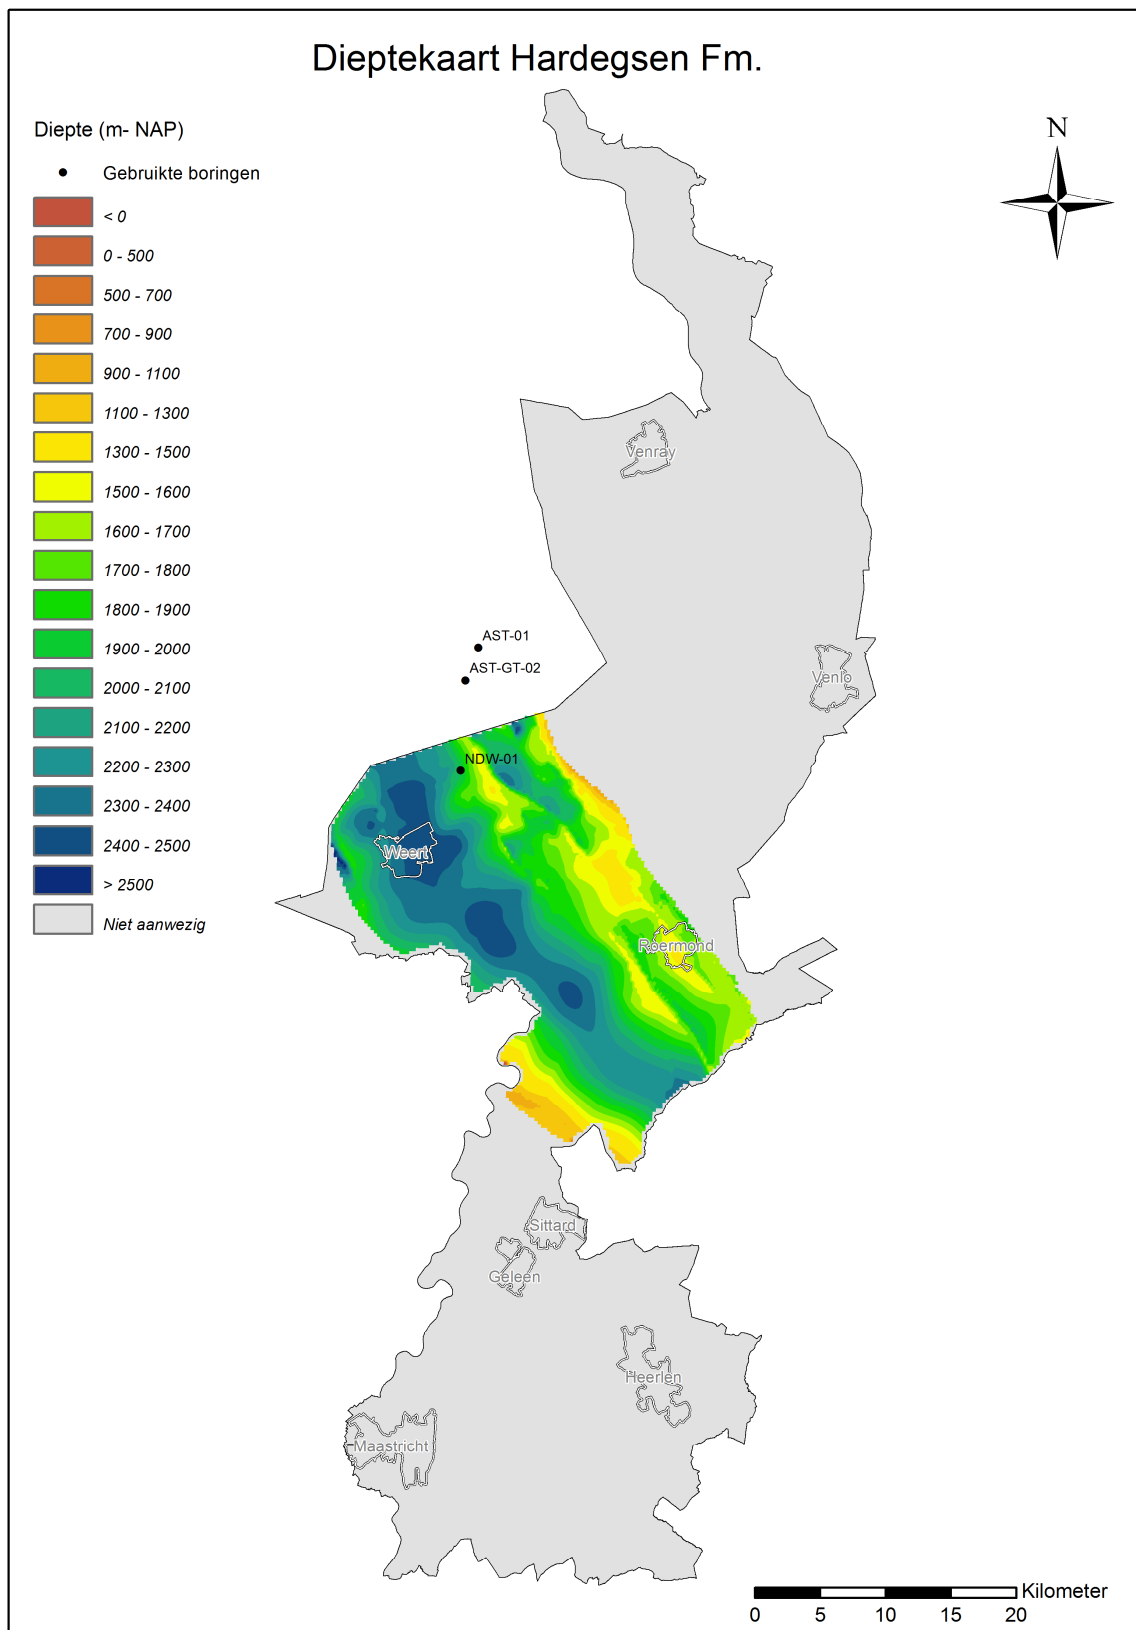 Dieptekaart Hardegsen Fm.
Diepte (m- NAP)
Gebruikte boringen
< 0
0 - 500
500 - 700
700 - 900
900 - 1100
1100 - 1300
1300 - 1500
1500 - 1600
1600 - 1700
1700 - 1800
1800 - 1900
1900 - 2000
2000 - 2100
2100 - 2200
2200 - 2300
2300 - 2400
2400 - 2500
> 2500
Niet aanwezig
N
Venray
AST-01
AST-GT-02
Venlo
NDW-01
Weert
Roermond
Sittard
Geleen
Heerlen
Maastricht
Kilometer
0 5 10 15 20